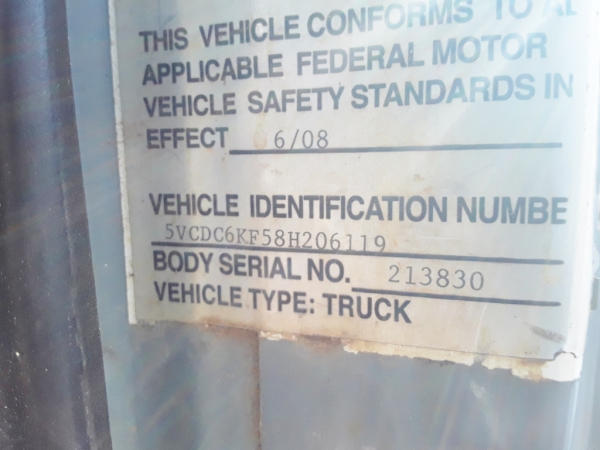 THIS VEHICLE CONFORMS TO AL
APPLICABLE FEDERAL MOTOR
VEHICLE SAFETY STANDARDS IN
EFFECT 6/08
VEHICLE IDENTIFICATION NUMBE
5VCDC6KF58H206119
BODY SERIAL NO. 213830
VEHICLE TYPE: TRUCK